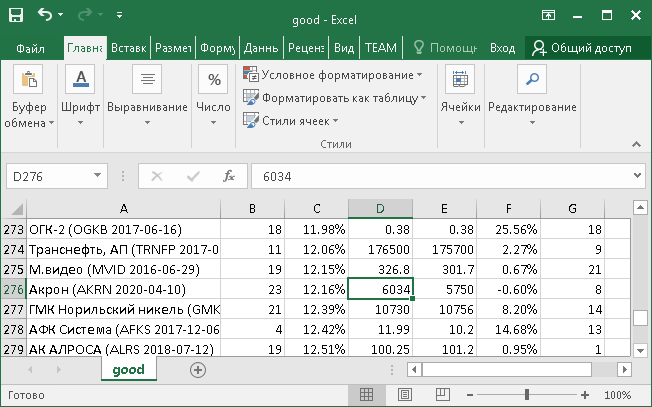 good - Excel
Файл Главна Вставк Размет Форму Даннь Реценз Вид TEAM Помощь Вход Общий доступ
Буфер обмена Шрифт Выравнивание Число Условное форматирование Ячейки Редактирование
Форматировать как таблицу
Стили ячеек
Стили
D276 fx 6034
A B C D E F G
273 ОГК-2 (OGKB 2017-06-16) 18 11.98% 0.38 0.38 25.56% 18
274 Транснефть, АП (TRNFP 2017-0 11 12.06% 176500 175700 2.27% 9
275 М.видео (MVID 2016-06-29) 19 12.15% 326.8 301.7 0.67% 21
276 Акрон (AKRN 2020-04-10) 23 12.16% 6034 5750 -0.60% 8
277 ГМК Норильский никель (GMK 21 12.39% 10730 10756 8.20% 14
278 АФК Система (AFKS 2017-12-06 4 12.42% 11.99 10.2 14.68% 13
279 АК АЛРОСА (ALRS 2018-07-12) 19 12.51% 100.25 101.2 0.95% 1
good
Готово 100%